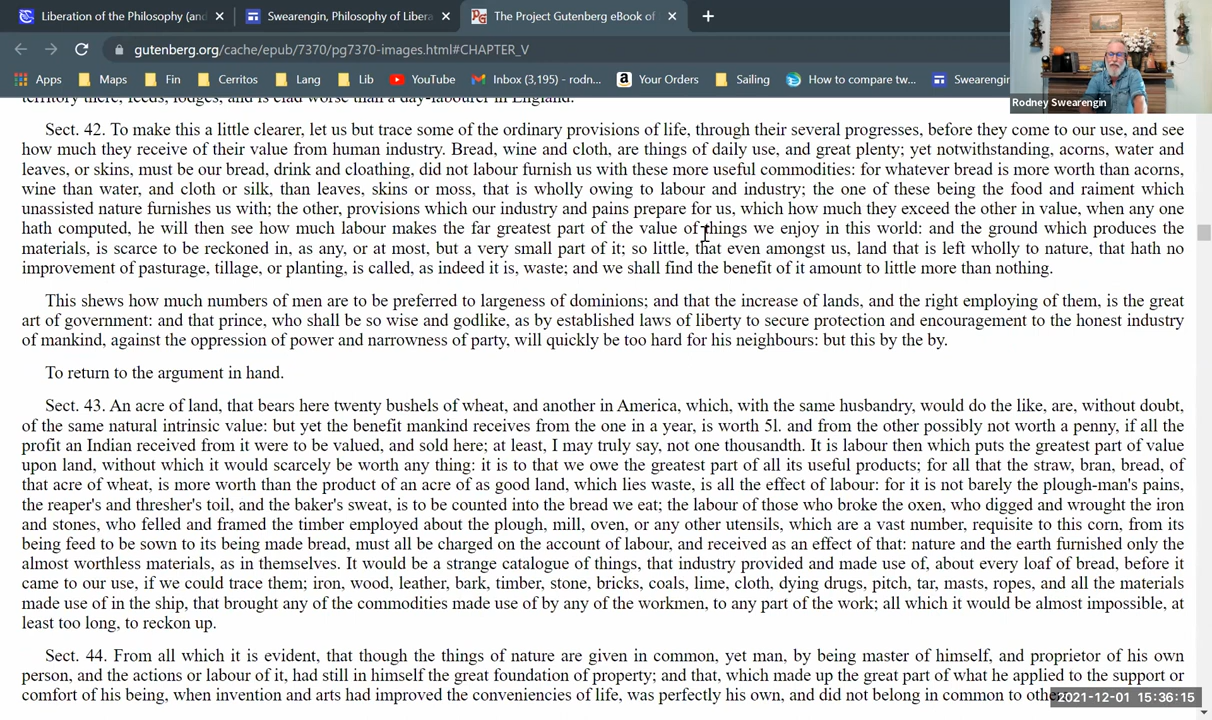 Liberation of the Philosophy (and
Swearengin, Philosophy of Libera
The Project Gutenberg eBook of
gutenberg.org/cache/epub/7370/pg7370-images.html#CHAPTER_V
Apps Maps Fin Cerritos Lang Lib YouTube Inbox (3,195) - rodn... Your Orders Sailing How to compare tw... Swearengin
Rodney Swearengin
territory there, feeds, lodges, and is clad worse than a day-labourer in England.
Sect. 42. To make this a little clearer, let us but trace some of the ordinary provisions of life, through their several progresses, before they come to our use, and see
how much they receive of their value from human industry. Bread, wine and cloth, are things of daily use, and great plenty; yet notwithstanding, acorns, water and
leaves, or skins, must be our bread, drink and cloathing, did not labour furnish us with these more useful commodities: for whatever bread is more worth than acorns,
wine than water, and cloth or silk, than leaves, skins or moss, that is wholly owing to labour and industry; the one of these being the food and raiment which
unassisted nature furnishes us with; the other, provisions which our industry and pains prepare for us, which how much they exceed the other in value, when any one
hath computed, he will then see how much labour makes the far greatest part of the value of things we enjoy in this world: and the ground which produces the
materials, is scarce to be reckoned in, as any, or at most, but a very small part of it; so little, that even amongst us, land that is left wholly to nature, that hath no
improvement of pasturage, tillage, or planting, is called, as indeed it is, waste; and we shall find the benefit of it amount to little more than nothing.
This shews how much numbers of men are to be preferred to largeness of dominions; and that the increase of lands, and the right employing of them, is the great
art of government: and that prince, who shall be so wise and godlike, as by established laws of liberty to secure protection and encouragement to the honest industry
of mankind, against the oppression of power and narrowness of party, will quickly be too hard for his neighbours: but this by the by.
To return to the argument in hand.
Sect. 43. An acre of land, that bears here twenty bushels of wheat, and another in America, which, with the same husbandry, would do the like, are, without doubt,
of the same natural intrinsic value: but yet the benefit mankind receives from the one in a year, is worth 5l. and from the other possibly not worth a penny, if all the
profit an Indian received from it were to be valued, and sold here; at least, I may truly say, not one thousandth. It is labour then which puts the greatest part of value
upon land, without which it would scarcely be worth any thing: it is to that we owe the greatest part of all its useful products; for all that the straw, bran, bread, of
that acre of wheat, is more worth than the product of an acre of as good land, which lies waste, is all the effect of labour: for it is not barely the plough-man's pains,
the reaper's and thresher's toil, and the baker's sweat, is to be counted into the bread we eat; the labour of those who broke the oxen, who digged and wrought the iron
and stones, who felled and framed the timber employed about the plough, mill, oven, or any other utensils, which are a vast number, requisite to this corn, from its
being feed to be sown to its being made bread, must all be charged on the account of labour, and received as an effect of that: nature and the earth furnished only the
almost worthless materials, as in themselves. It would be a strange catalogue of things, that industry provided and made use of, about every loaf of bread, before it
came to our use, if we could trace them; iron, wood, leather, bark, timber, stone, bricks, coals, lime, cloth, dying drugs, pitch, tar, masts, ropes, and all the materials
made use of in the ship, that brought any of the commodities made use of by any of the workmen, to any part of the work; all which it would be almost impossible, at
least too long, to reckon up.
Sect. 44. From all which it is evident, that though the things of nature are given in common, yet man, by being master of himself, and proprietor of his own
person, and the actions or labour of it, had still in himself the great foundation of property; and that, which made up the great part of what he applied to the support or
comfort of his being, when invention and arts had improved the conveniencies of life, was perfectly his own, and did not belong in common to othe
2021-12-01 15:36:15